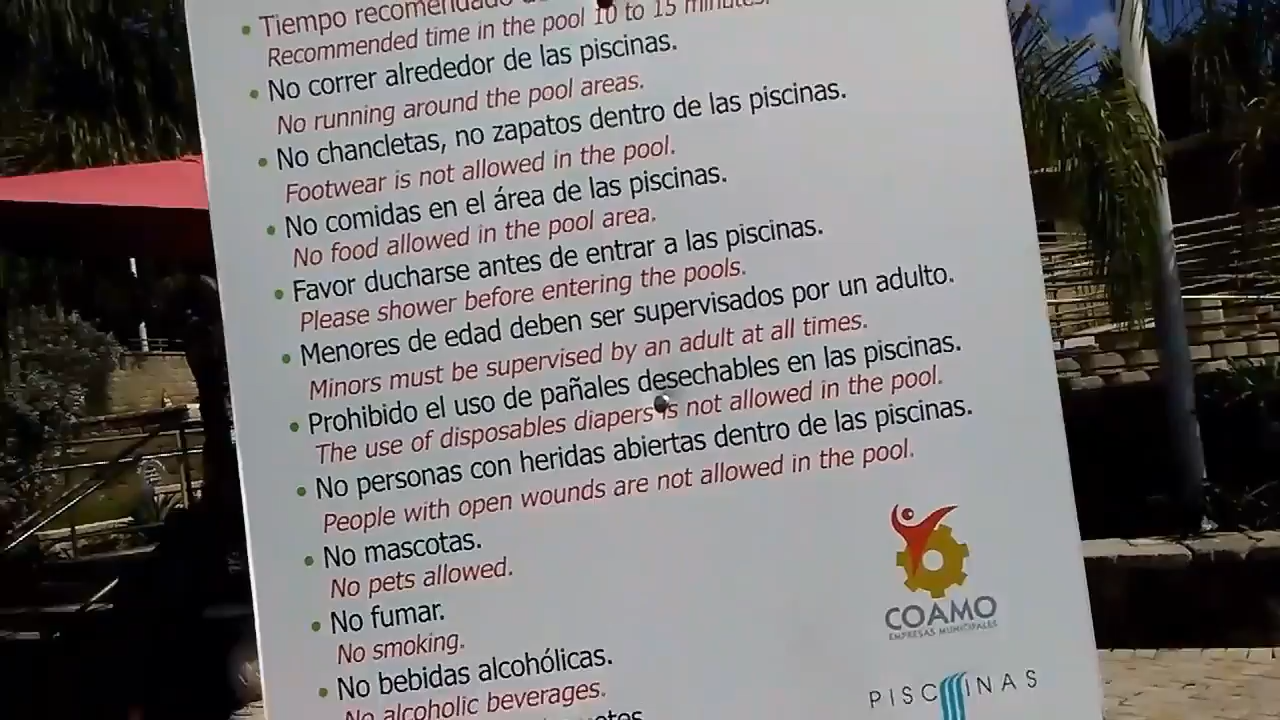 Tiempo recomendado
Recommended time in the pool 10 to 15 minutes.
No correr alrededor de las piscinas.
No running around the pool areas.
No chancletas, no zapatos dentro de las piscinas.
Footwear is not allowed in the pool.
No comidas en el área de las piscinas.
No food allowed in the pool area.
Favor ducharse antes de entrar a las piscinas.
Please shower before entering the pools.
Menores de edad deben ser supervisados por un adulto.
Minors must be supervised by an adult at all times.
Prohibido el uso de pañales desechables en las piscinas.
The use of disposables diapers is not allowed in the pool.
No personas con heridas abiertas dentro de las piscinas.
People with open wounds are not allowed in the pool.
No mascotas.
No pets allowed.
No fumar.
No smoking.
No bebidas alcohólicas.
No alcoholic beverages.
COAMO
EMPRESAS MUNICIPALES
PISCINAS